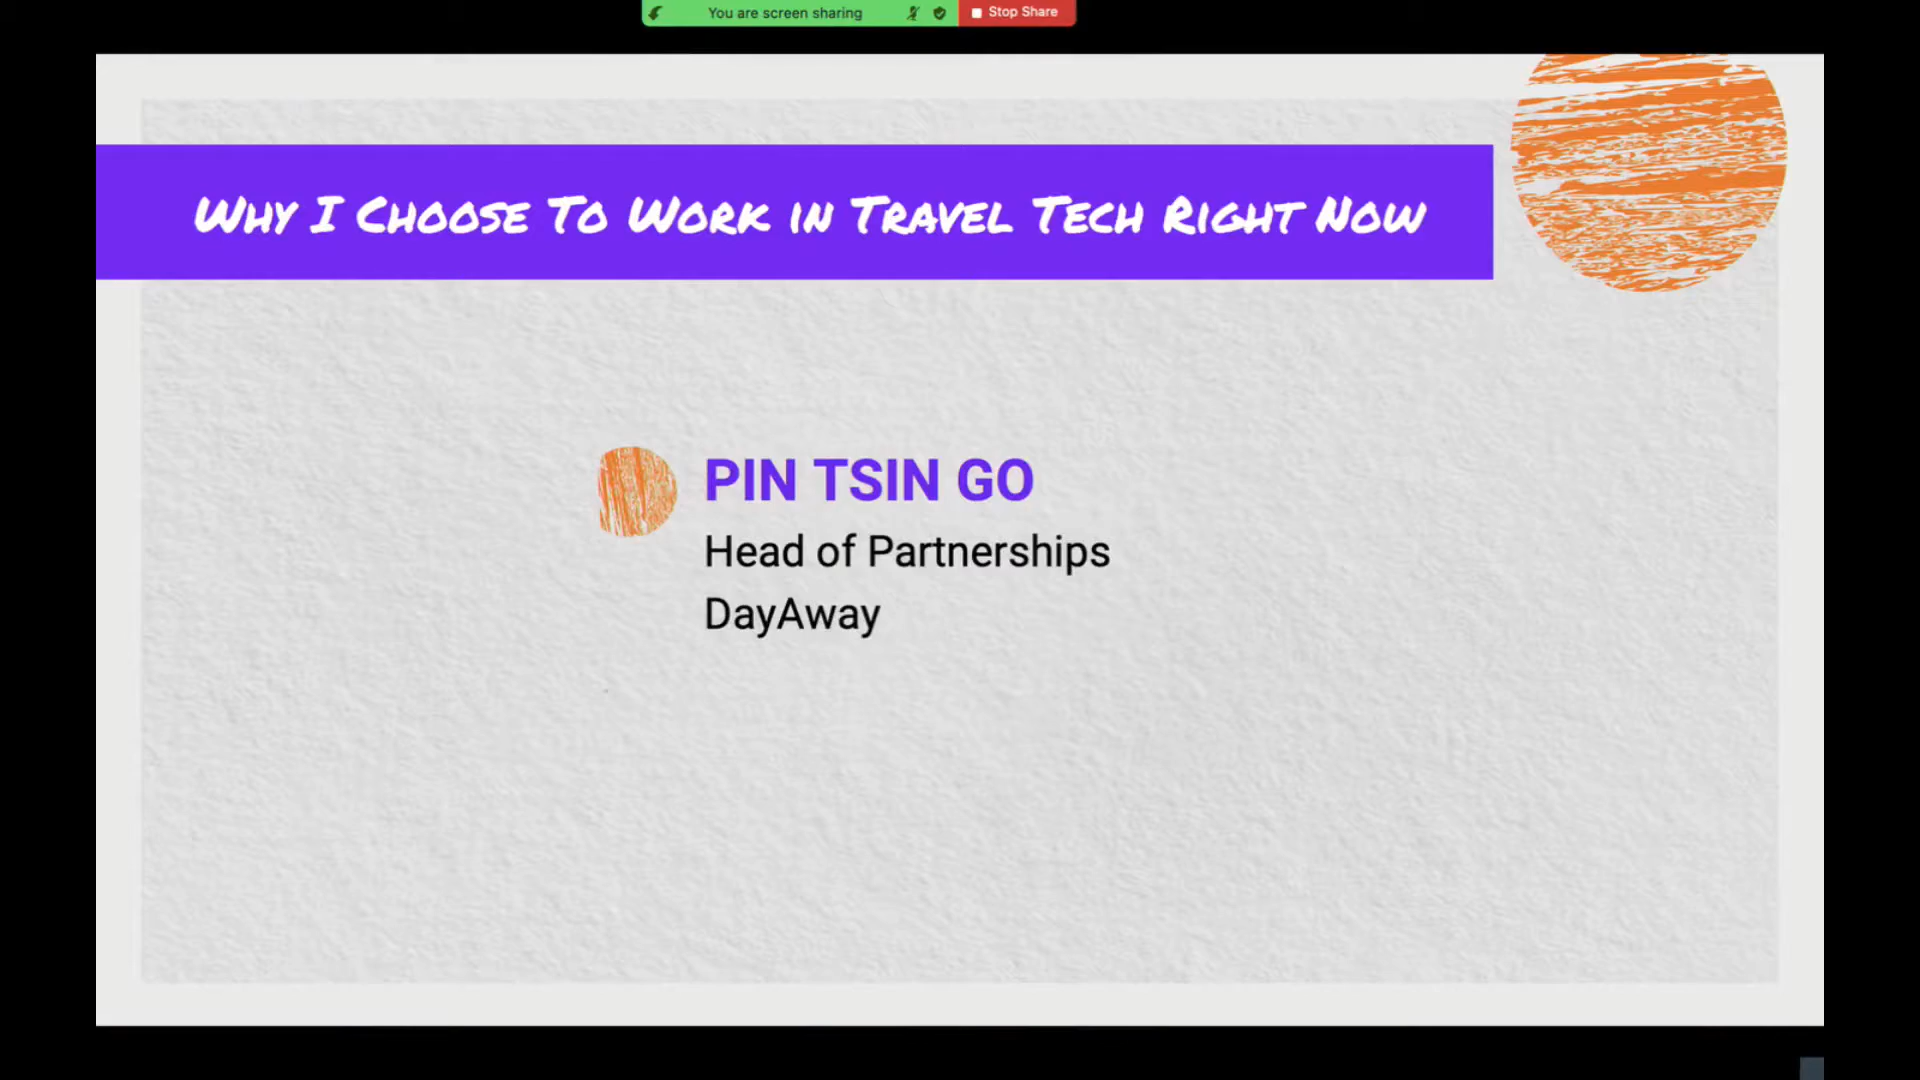 You are screen sharing
Stop Share
Why I Choose To Work in Travel Tech Right Now
PIN TSIN GO
Head of Partnerships
DayAway